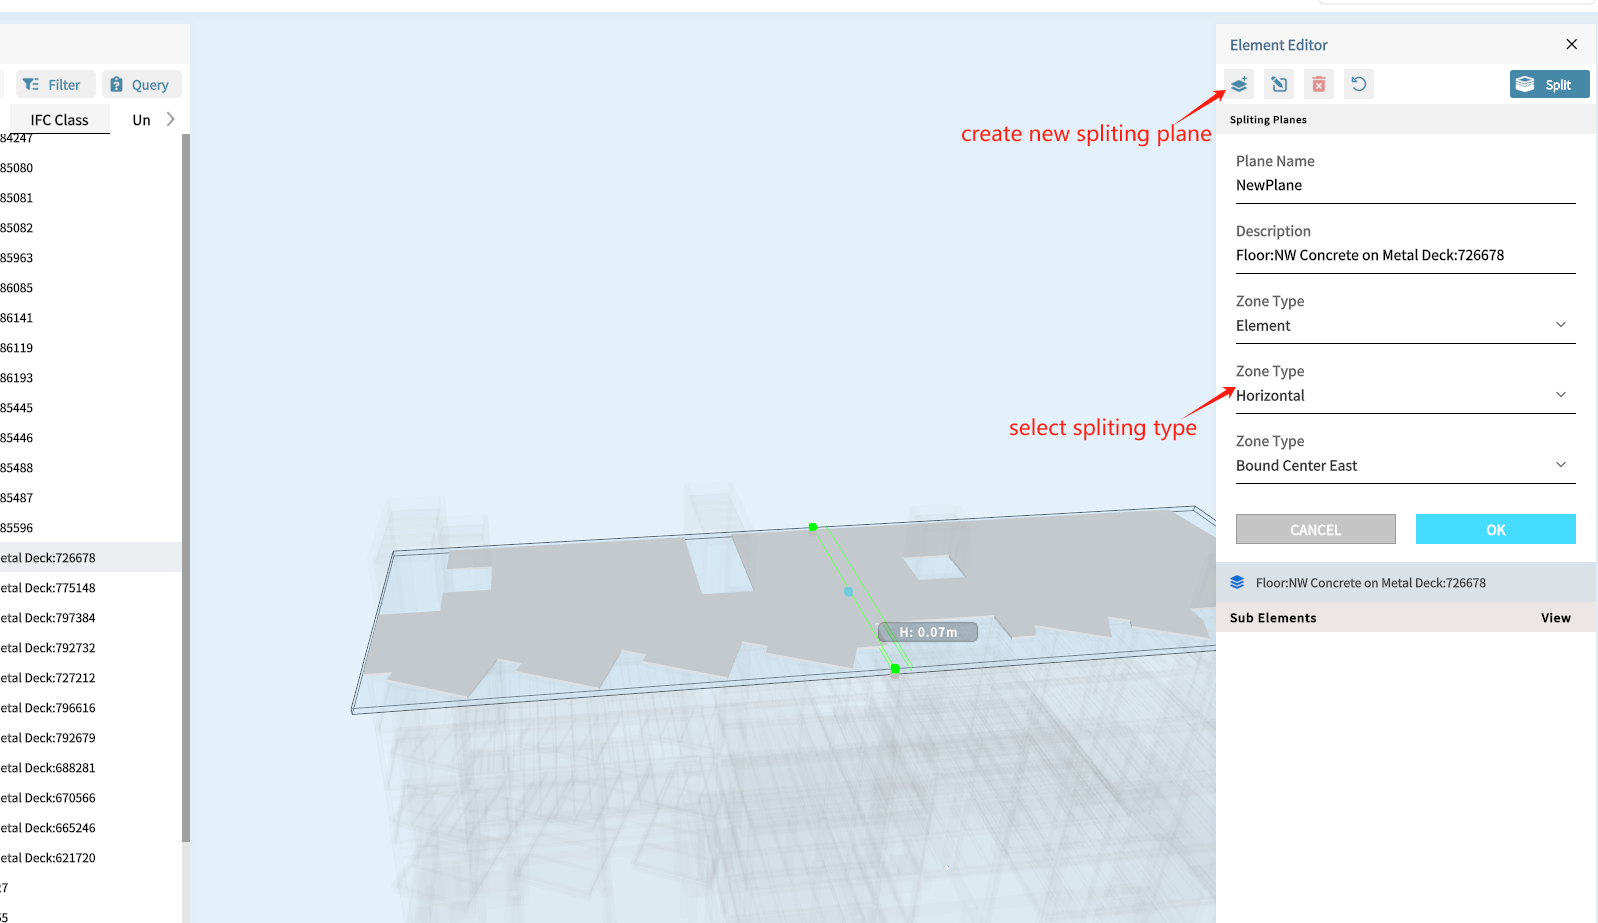 Filter
Query
IFC Class
Un
84247
85080
85081
85082
85963
86085
86141
86119
86193
85445
85446
85488
85487
85596
etal Deck:726678
etal Deck:775148
etal Deck:797384
etal Deck:792732
etal Deck:727212
etal Deck:796616
etal Deck:792679
etal Deck:688281
etal Deck:670566
etal Deck:665246
etal Deck:621720
27
55
create new spliting plane
select spliting type
H: 0.07m
Element Editor
Split
Spliting Planes
Plane Name
NewPlane
Description
Floor:NW Concrete on Metal Deck:726678
Zone Type
Element
Zone Type
Horizontal
Zone Type
Bound Center East
CANCEL
OK
Floor:NW Concrete on Metal Deck:726678
Sub Elements
View